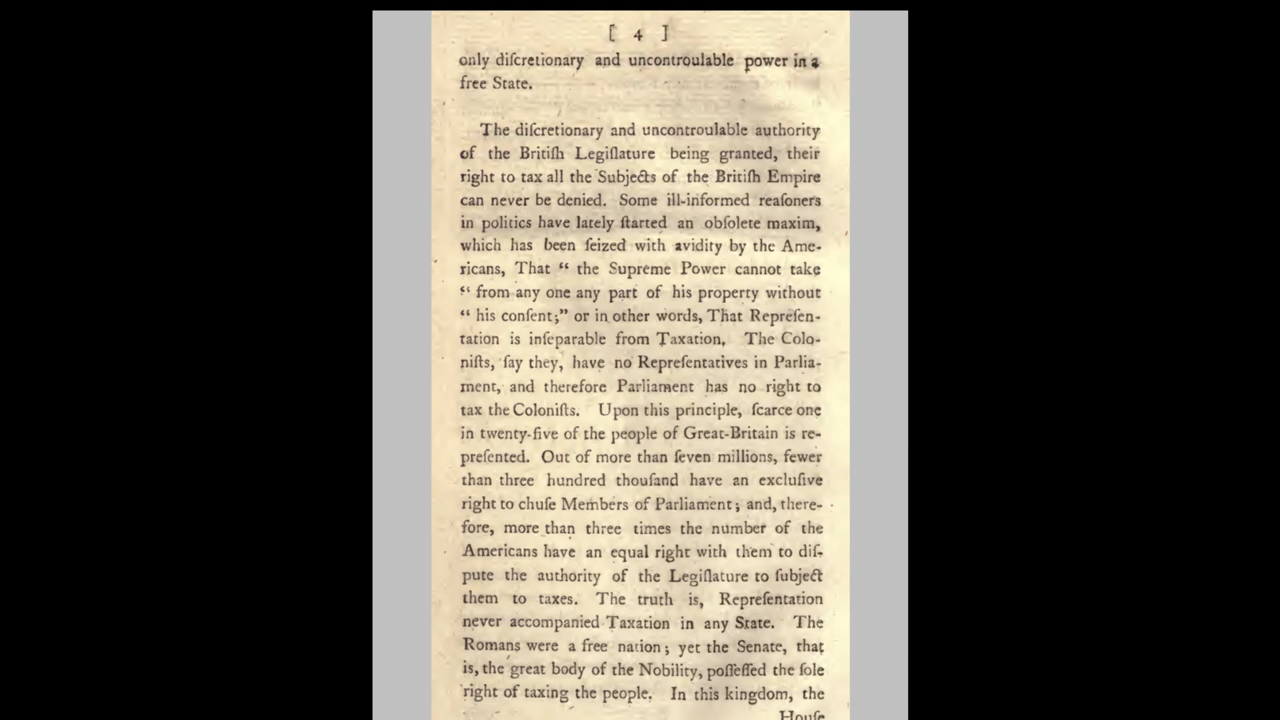 [ 4 ]
only diſcretionary and uncontroulable power in a
free State.
The diſcretionary and uncontroulable authority
of the Britiſh Legiſlature being granted, their
right to tax all the Subjects of the Britiſh Empire
can never be denied. Some ill-informed reaſoners
in politics have lately ſtarted an obſolete maxim,
which has been ſeized with avidity by the Ame-
ricans, That “ the Supreme Power cannot take
“ from any one any part of his property without
“ his conſent;” or in other words, That Repreſen-
tation is inſeparable from Taxation. The Colo-
niſts, ſay they, have no Repreſentatives in Parlia-
ment, and therefore Parliament has no right to
tax the Coloniſts. Upon this principle, ſcarce one
in twenty-five of the people of Great-Britain is re-
preſented. Out of more than ſeven millions, fewer
than three hundred thouſand have an excluſive
right to chuſe Members of Parliament; and, there-
fore, more than three times the number of the
Americans have an equal right with them to diſ-
pute the authority of the Legiſlature to ſubject
them to taxes. The truth is, Repreſentation
never accompanied Taxation in any State. The
Romans were a free nation; yet the Senate, that
is, the great body of the Nobility, poſſeſſed the ſole
right of taxing the people. In this kingdom, the
Houſe